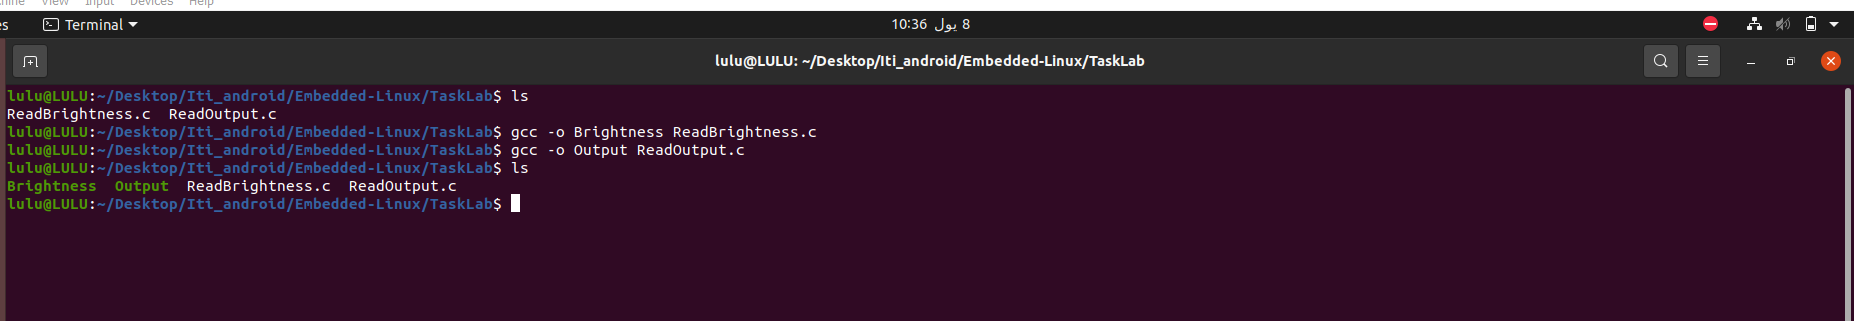 chine View Input Devices Help
es Terminal 8 يول 10:36
lulu@LULU: ~/Desktop/Iti_android/Embedded-Linux/TaskLab
lulu@LULU:~/Desktop/Iti_android/Embedded-Linux/TaskLab$ ls
ReadBrightness.c ReadOutput.c
lulu@LULU:~/Desktop/Iti_android/Embedded-Linux/TaskLab$ gcc -o Brightness ReadBrightness.c
lulu@LULU:~/Desktop/Iti_android/Embedded-Linux/TaskLab$ gcc -o Output ReadOutput.c
lulu@LULU:~/Desktop/Iti_android/Embedded-Linux/TaskLab$ ls
Brightness Output ReadBrightness.c ReadOutput.c
lulu@LULU:~/Desktop/Iti_android/Embedded-Linux/TaskLab$